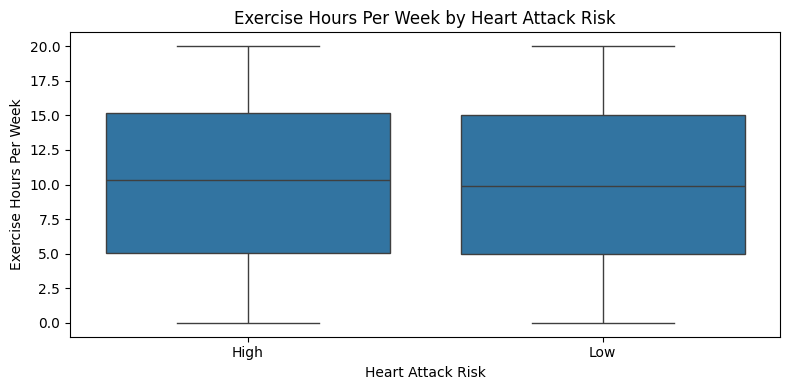 Exercise Hours Per Week by Heart Attack Risk
Exercise Hours Per Week
20.0
17.5
15.0
12.5
10.0
7.5
5.0
2.5
0.0
High
Low
Heart Attack Risk